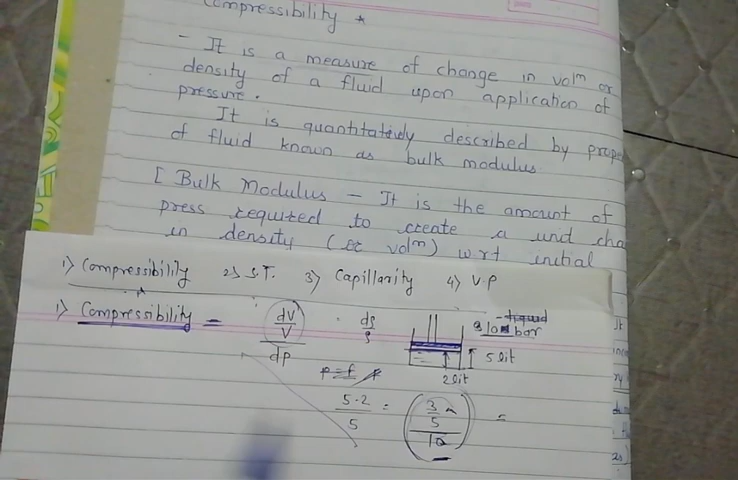 Compressibility *
- It is a measure of change in volm or
density of a fluid upon application of
pressure.
It is quantitatively described by prope
of fluid known as bulk modulus
[ Bulk Modulus - It is the amount of
press required to create a unit cha
in density (or volm) wrt initial
1) Compressibility 2) S.T. 3) Capillarity 4) V.P
1) Compressibility = dV/V / dp · dρ/ρ
bar
5 lit
2 lit
5-2/5 = (3/5 / 10) =